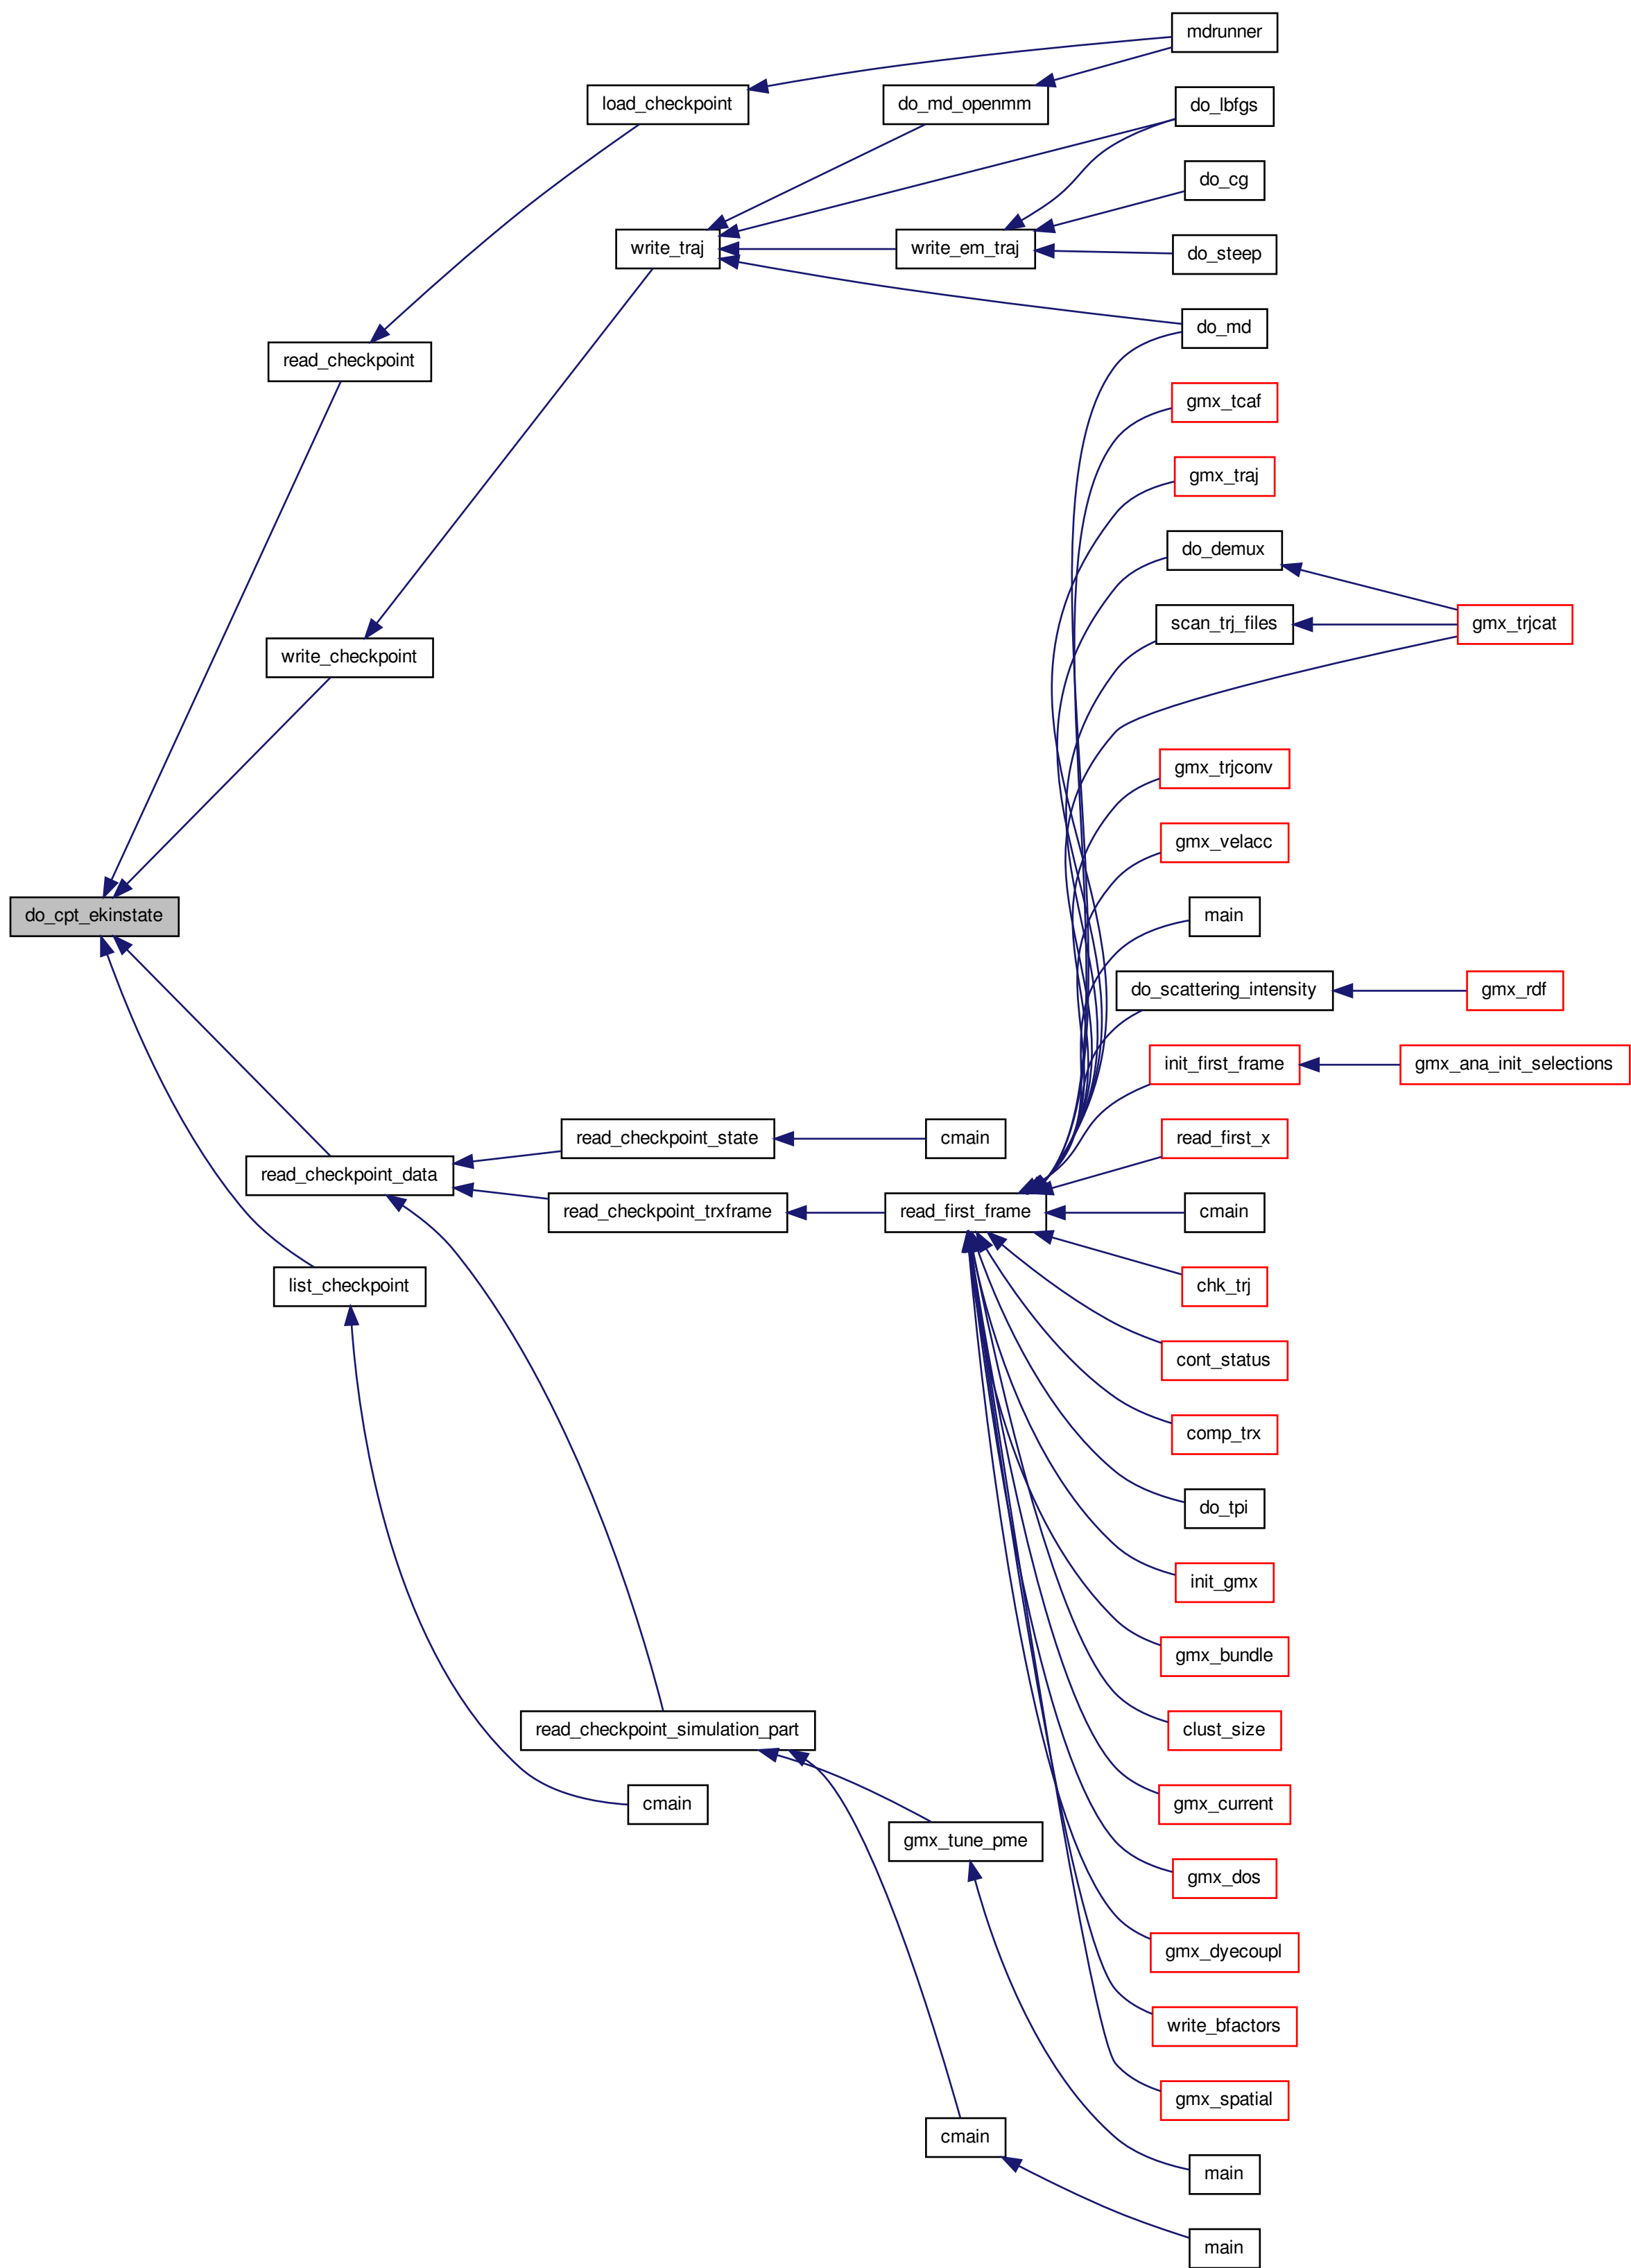 mdrunner
load_checkpoint
do_md_openmm
do_lbfgs
do_cg
write_traj
write_em_traj
do_steep
do_md
read_checkpoint
gmx_tcaf
gmx_traj
do_demux
scan_trj_files
gmx_trjcat
write_checkpoint
gmx_trjconv
gmx_velacc
do_cpt_ekinstate
main
do_scattering_intensity
gmx_rdf
init_first_frame
gmx_ana_init_selections
read_checkpoint_state
cmain
read_first_x
read_checkpoint_data
read_checkpoint_trxframe
read_first_frame
cmain
list_checkpoint
chk_trj
cont_status
comp_trx
do_tpi
init_gmx
gmx_bundle
read_checkpoint_simulation_part
clust_size
cmain
gmx_current
gmx_tune_pme
gmx_dos
gmx_dyecoupl
write_bfactors
gmx_spatial
cmain
main
main